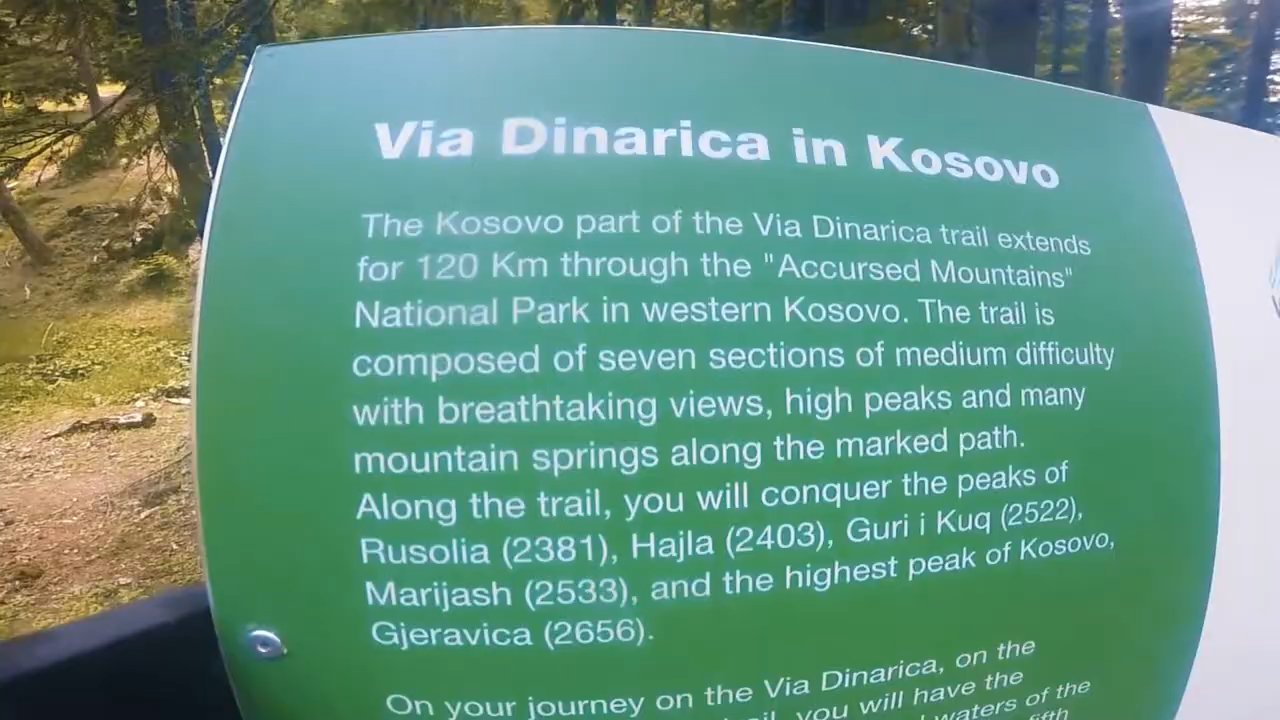 Via Dinarica in Kosovo
The Kosovo part of the Via Dinarica trail extends
for 120 Km through the "Accursed Mountains"
National Park in western Kosovo. The trail is
composed of seven sections of medium difficulty
with breathtaking views, high peaks and many
mountain springs along the marked path.
Along the trail, you will conquer the peaks of
Rusolia (2381), Hajla (2403), Guri i Kuq (2522),
Marijash (2533), and the highest peak of Kosovo,
Gjeravica (2656).
On your journey on the Via Dinarica, on the
you will have the
waters of the
fifth